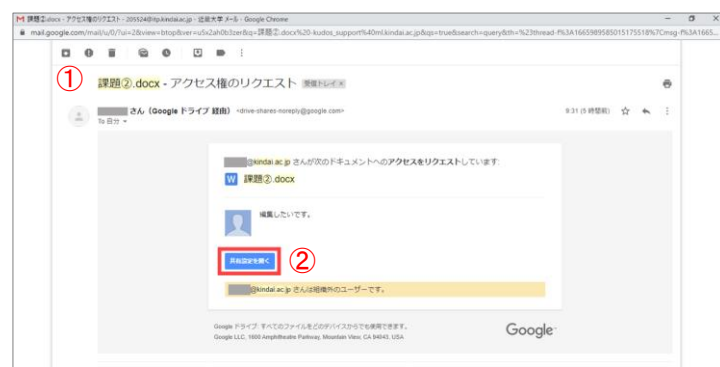 課題②.docx - アクセス権のリクエスト - 205524@itp.kindai.ac.jp - 近畿大学 メール - Google Chrome
mail.google.com/mail/u/0/?ui=2&view=btop&ver=
①
課題②.docx - アクセス権のリクエスト 受信トレイ ×
さん（Google ドライブ 経由） <drive-shares-noreply@google.com>
9:31 (5 時間前)
To 自分
@kindai.ac.jp さんが次のドキュメントへのアクセスをリクエストしています:
W 課題②.docx
編集したいです。
共有設定を開く ②
@kindai.ac.jp さんは組織外のユーザーです。
Google ドライブ: すべてのファイルをどのデバイスからでも使用できます。
Google LLC, 1600 Amphitheatre Parkway, Mountain View, CA 94043, USA
Google